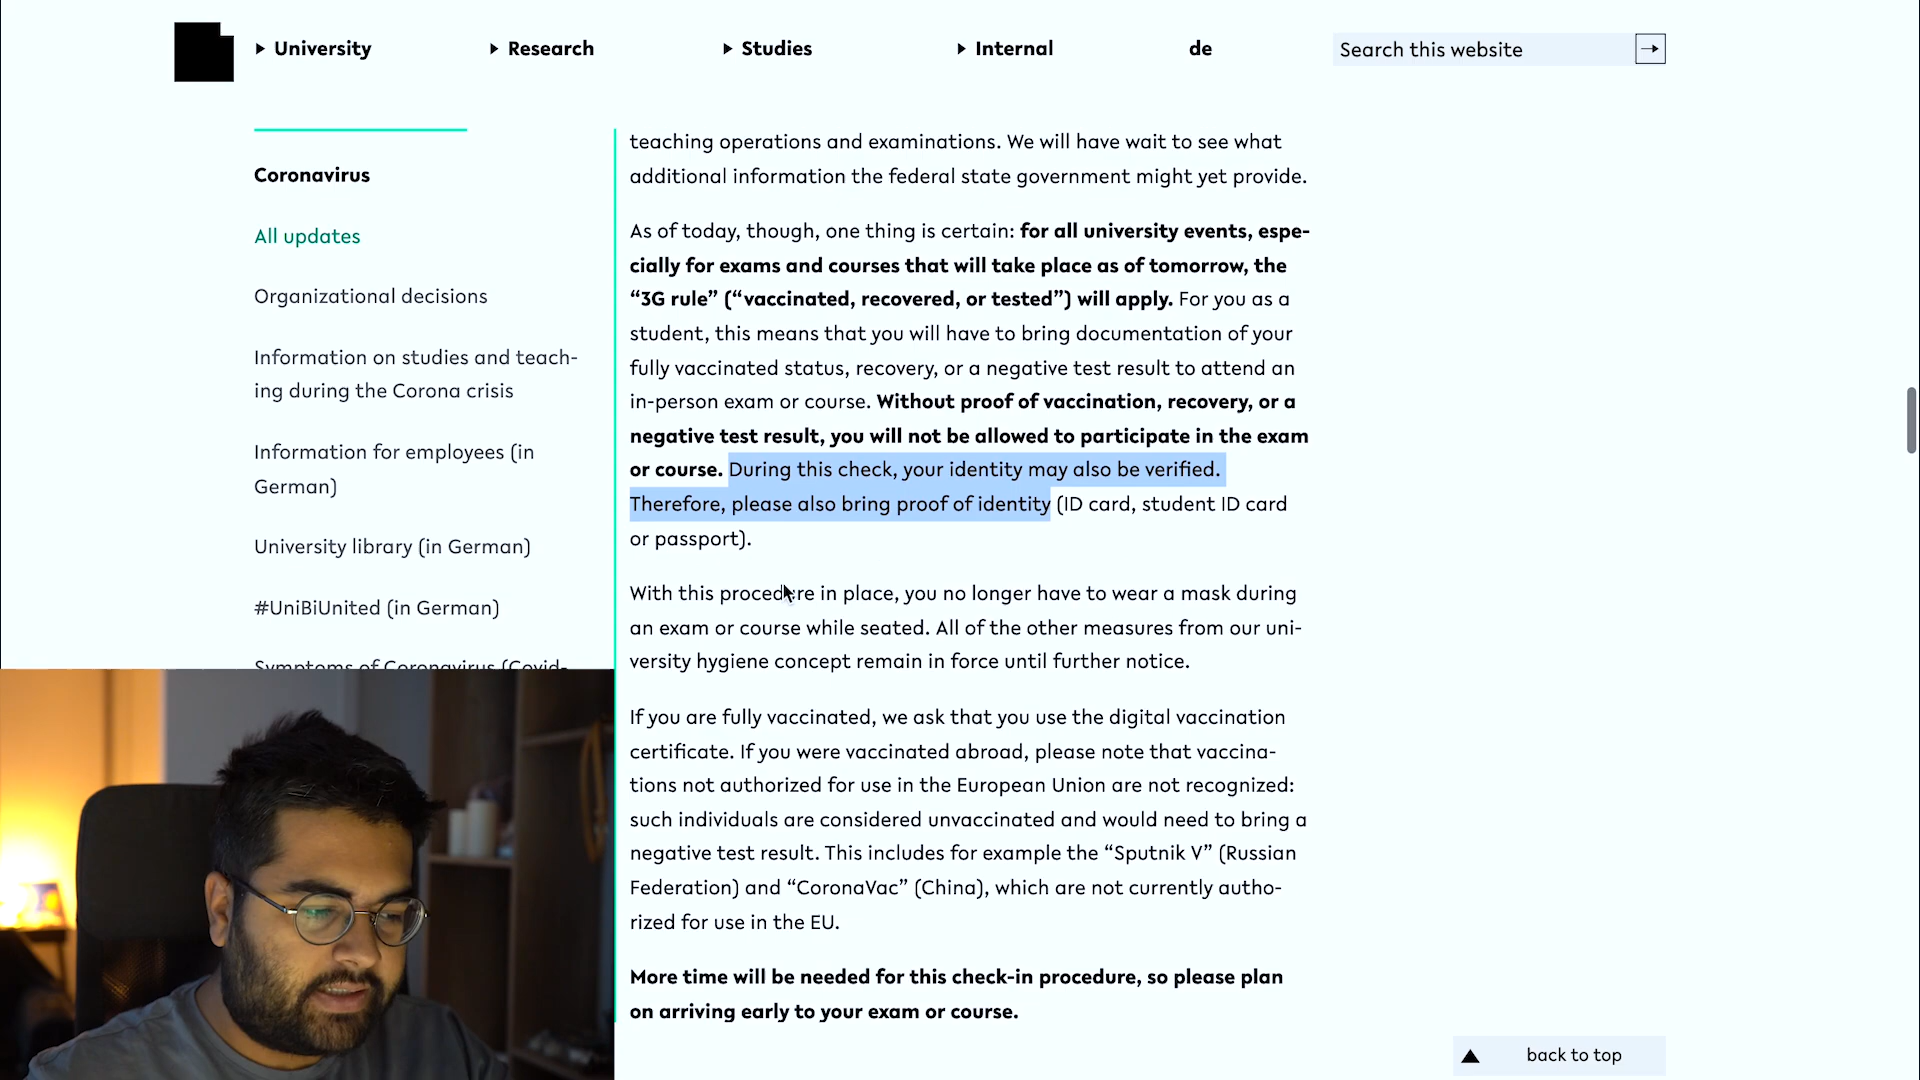 University
Research
Studies
Internal
de
Search this website
Coronavirus
All updates
Organizational decisions
Information on studies and teach-
ing during the Corona crisis
Information for employees (in
German)
University library (in German)
#UniBiUnited (in German)
Symptoms of Coronavirus (Covid-
teaching operations and examinations. We will have wait to see what
additional information the federal state government might yet provide.
As of today, though, one thing is certain: for all university events, espe-
cially for exams and courses that will take place as of tomorrow, the
“3G rule” (“vaccinated, recovered, or tested”) will apply. For you as a
student, this means that you will have to bring documentation of your
fully vaccinated status, recovery, or a negative test result to attend an
in-person exam or course. Without proof of vaccination, recovery, or a
negative test result, you will not be allowed to participate in the exam
or course. During this check, your identity may also be verified.
Therefore, please also bring proof of identity (ID card, student ID card
or passport).
With this procedure in place, you no longer have to wear a mask during
an exam or course while seated. All of the other measures from our uni-
versity hygiene concept remain in force until further notice.
If you are fully vaccinated, we ask that you use the digital vaccination
certificate. If you were vaccinated abroad, please note that vaccina-
tions not authorized for use in the European Union are not recognized:
such individuals are considered unvaccinated and would need to bring a
negative test result. This includes for example the “Sputnik V” (Russian
Federation) and “CoronaVac” (China), which are not currently autho-
rized for use in the EU.
More time will be needed for this check-in procedure, so please plan
on arriving early to your exam or course.
back to top